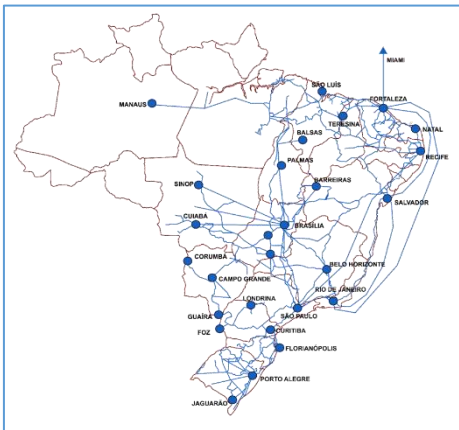 MIAMI
SÃO LUÍS
FORTALEZA
MANAUS
TERESINA
NATAL
BALSAS
RECIFE
PALMAS
SINOP
BARREIRAS
SALVADOR
CUIABÁ
BRASÍLIA
CORUMBA
BELO HORIZONTE
CAMPO GRANDE
RIO DE JANEIRO
LONDRINA
GUAÍRA
SÃO PAULO
FOZ
CURITIBA
FLORIANÓPOLIS
PORTO ALEGRE
JAGUARÃO